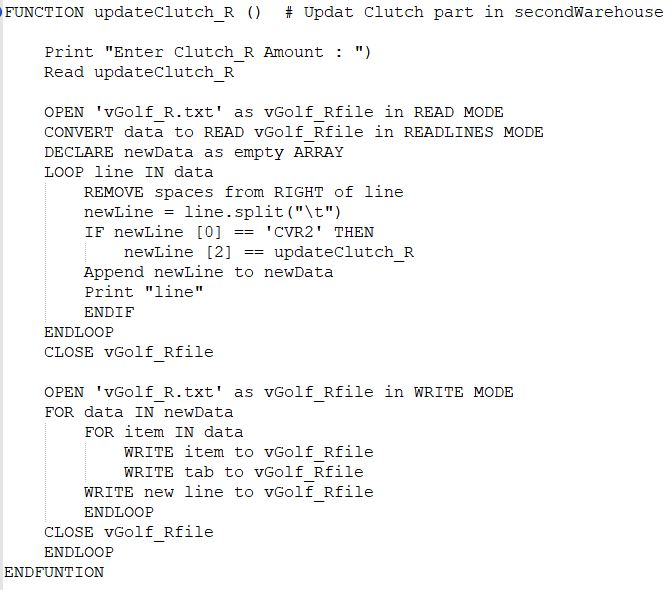 FUNCTION updateClutch_R ()  # Updat Clutch part in secondWarehouse
Print "Enter Clutch_R Amount : ")
Read updateClutch_R
OPEN 'vGolf_R.txt' as vGolf_Rfile in READ MODE
CONVERT data to READ vGolf_Rfile in READLINES MODE
DECLARE newData as empty ARRAY
LOOP line IN data
REMOVE spaces from RIGHT of line
newLine = line.split("\t")
IF newLine [0] == 'CVR2' THEN
newLine [2] == updateClutch_R
Append newLine to newData
Print "line"
ENDIF
ENDLOOP
CLOSE vGolf_Rfile
OPEN 'vGolf_R.txt' as vGolf_Rfile in WRITE MODE
FOR data IN newData
FOR item IN data
WRITE item to vGolf_Rfile
WRITE tab to vGolf_Rfile
WRITE new line to vGolf_Rfile
ENDLOOP
CLOSE vGolf_Rfile
ENDLOOP
ENDFUNTION